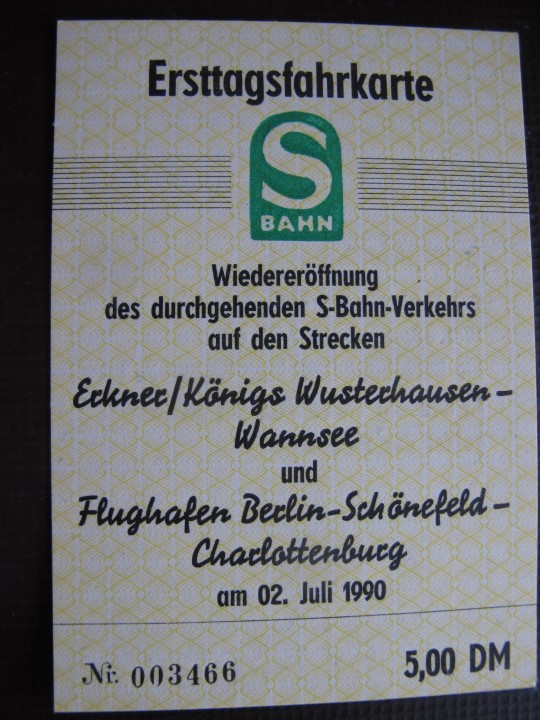 Ersttagsfahrkarte
S
BAHN
Wiedereröffnung
des durchgehenden S-Bahn-Verkehrs
auf den Strecken
Erkner/Königs Wusterhausen–
Wannsee
und
Flughafen Berlin-Schönefeld–
Charlottenburg
am 02. Juli 1990
Nr. 003466
5,00 DM